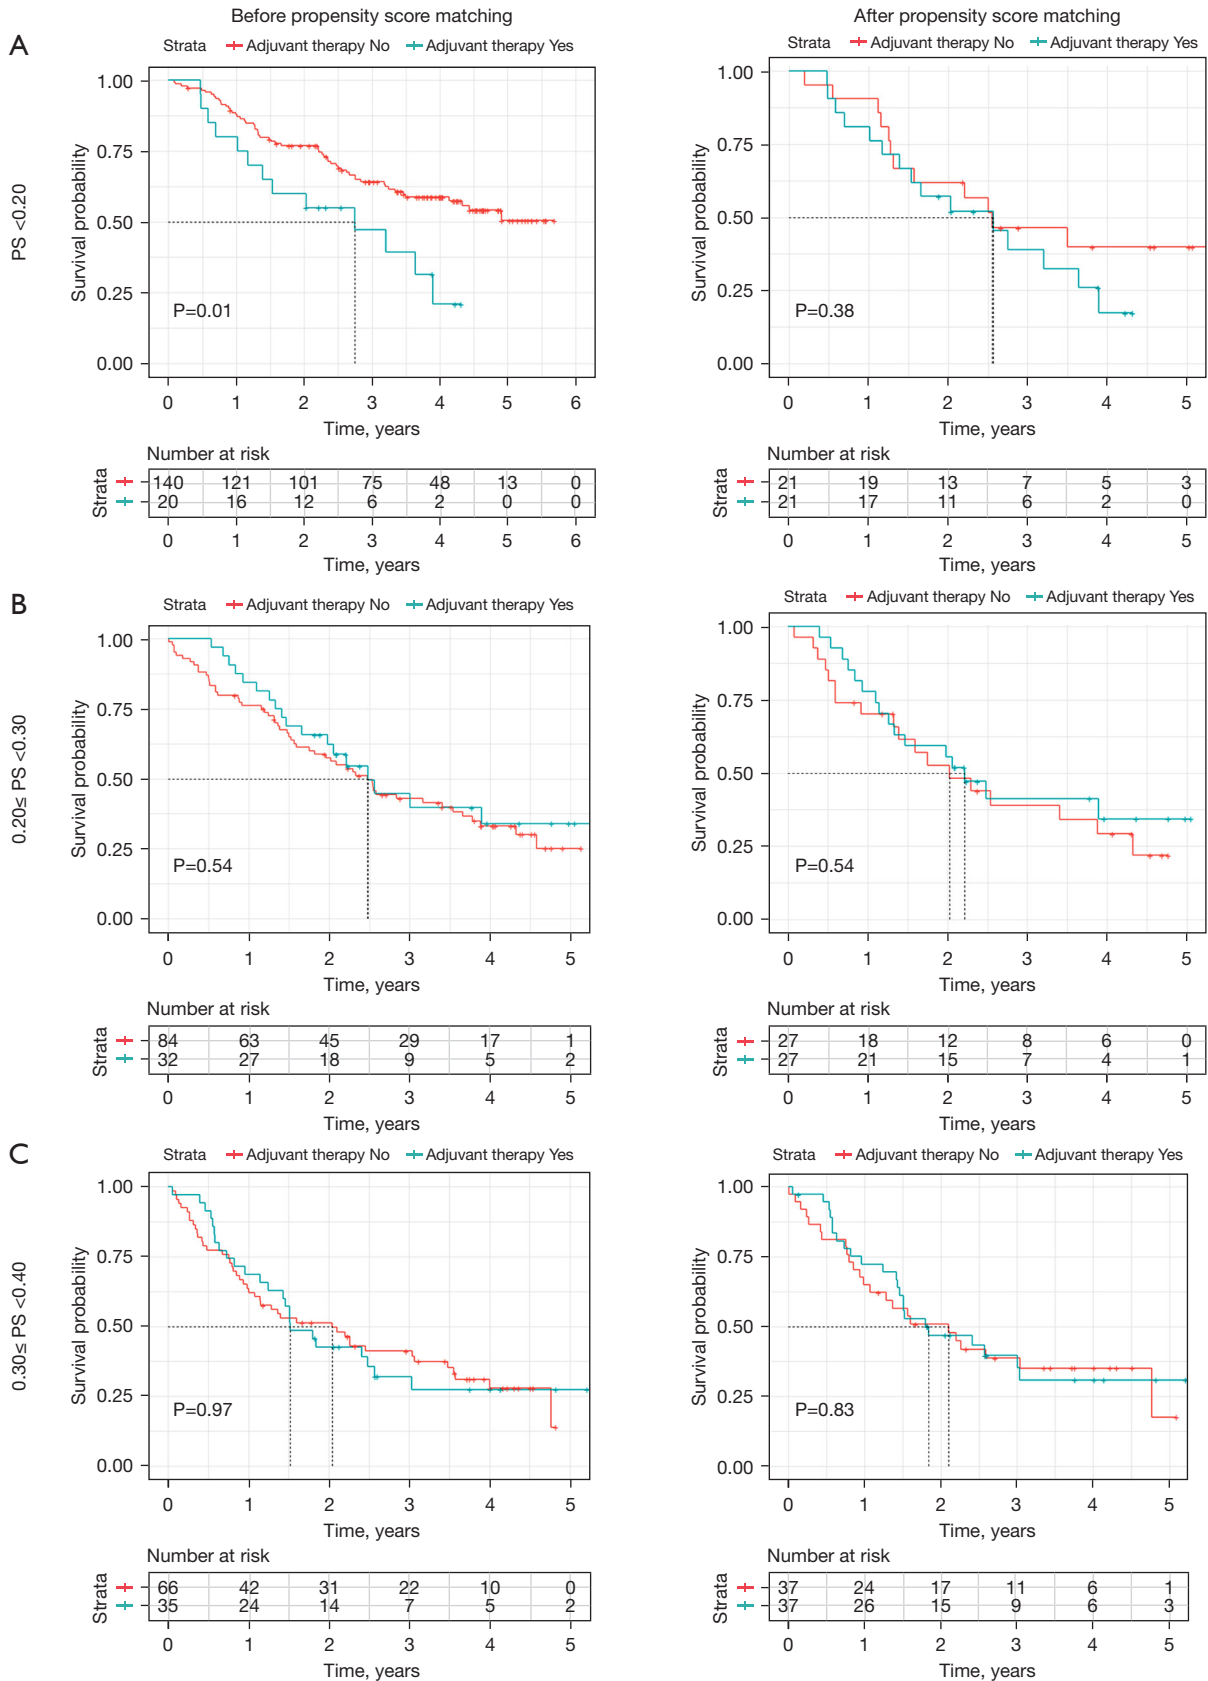 Before propensity score matching
After propensity score matching
A
PS <0.20
Strata Adjuvant therapy No Adjuvant therapy Yes
Survival probability
1.00
0.75
0.50
0.25
0.00
P=0.01
0 1 2 3 4 5 6
Time, years
Number at risk
Strata
140 121 101 75 48 13 0
20 16 12 6 2 0 0
0 1 2 3 4 5 6
Time, years
Strata Adjuvant therapy No Adjuvant therapy Yes
Survival probability
1.00
0.75
0.50
0.25
0.00
P=0.38
0 1 2 3 4 5
Time, years
Number at risk
Strata
21 19 13 7 5 3
21 17 11 6 2 0
0 1 2 3 4 5
Time, years
B
0.20≤ PS <0.30
Strata Adjuvant therapy No Adjuvant therapy Yes
Survival probability
1.00
0.75
0.50
0.25
0.00
P=0.54
0 1 2 3 4 5
Time, years
Number at risk
Strata
84 63 45 29 17 1
32 27 18 9 5 2
0 1 2 3 4 5
Time, years
Strata Adjuvant therapy No Adjuvant therapy Yes
Survival probability
1.00
0.75
0.50
0.25
0.00
P=0.54
0 1 2 3 4 5
Time, years
Number at risk
Strata
27 18 12 8 6 0
27 21 15 7 4 1
0 1 2 3 4 5
Time, years
C
0.30≤ PS <0.40
Strata Adjuvant therapy No Adjuvant therapy Yes
Survival probability
1.00
0.75
0.50
0.25
0.00
P=0.97
0 1 2 3 4 5
Time, years
Number at risk
Strata
66 42 31 22 10 0
35 24 14 7 5 2
0 1 2 3 4 5
Time, years
Strata Adjuvant therapy No Adjuvant therapy Yes
Survival probability
1.00
0.75
0.50
0.25
0.00
P=0.83
0 1 2 3 4 5
Time, years
Number at risk
Strata
37 24 17 11 6 1
37 26 15 9 6 3
0 1 2 3 4 5
Time, years